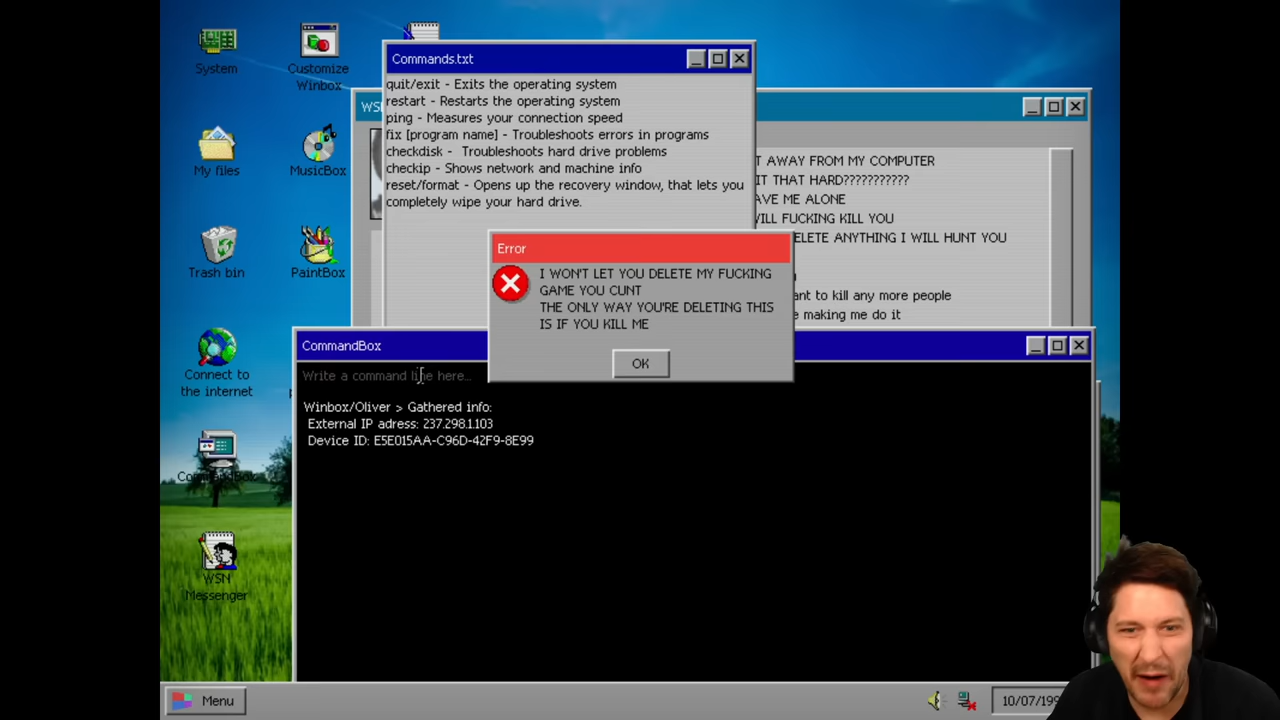 System
Customize
Winbox
My files
MusicBox
Trash bin
PaintBox
Connect to
the internet
WSN
Messenger
Commands.txt
quit/exit - Exits the operating system
restart - Restarts the operating system
ping - Measures your connection speed
fix [program name] - Troubleshoots errors in programs
checkdisk - Troubleshoots hard drive problems
checkip - Shows network and machine info
reset/format - Opens up the recovery window, that lets you
completely wipe your hard drive.
AWAY FROM MY COMPUTER
IT THAT HARD???????????
ME ALONE
FUCKING KILL YOU
ANYTHING I WILL HUNT YOU
to kill any more people
making me do it
Error
I WON'T LET YOU DELETE MY FUCKING
GAME YOU CUNT
THE ONLY WAY YOU'RE DELETING THIS
IS IF YOU KILL ME
OK
CommandBox
Write a command line here...
Winbox/Oliver > Gathered info:
External IP adress: 237.298.1.103
Device ID: E5E015AA-C96D-42F9-8E99
Menu
10/07/199